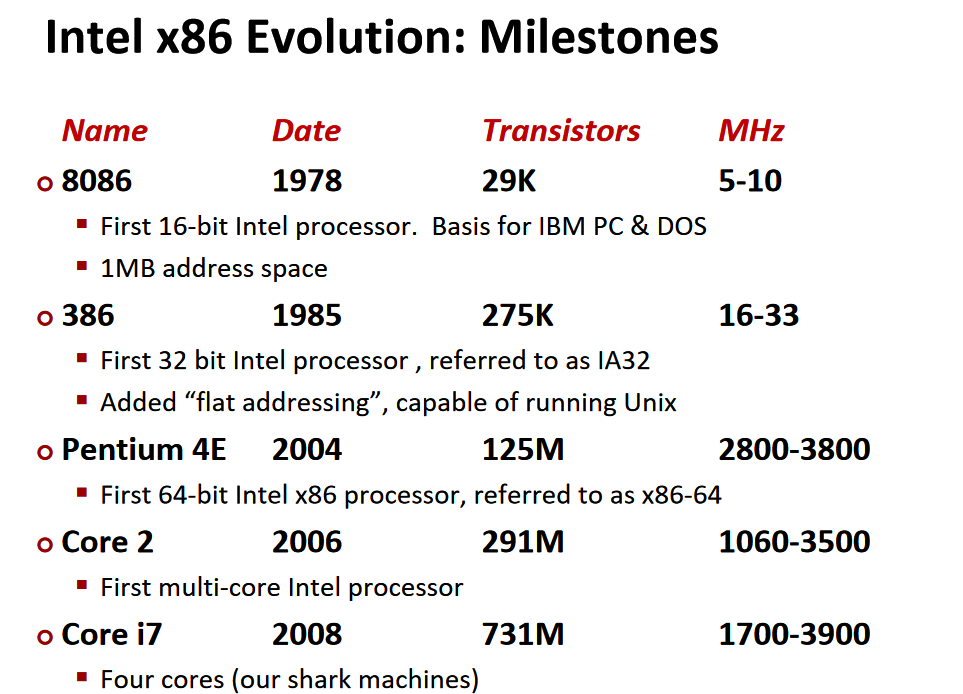 Intel x86 Evolution: Milestones
Name Date Transistors MHz
8086 1978 29K 5-10
First 16-bit Intel processor. Basis for IBM PC & DOS
1MB address space
386 1985 275K 16-33
First 32 bit Intel processor , referred to as IA32
Added “flat addressing”, capable of running Unix
Pentium 4E 2004 125M 2800-3800
First 64-bit Intel x86 processor, referred to as x86-64
Core 2 2006 291M 1060-3500
First multi-core Intel processor
Core i7 2008 731M 1700-3900
Four cores (our shark machines)